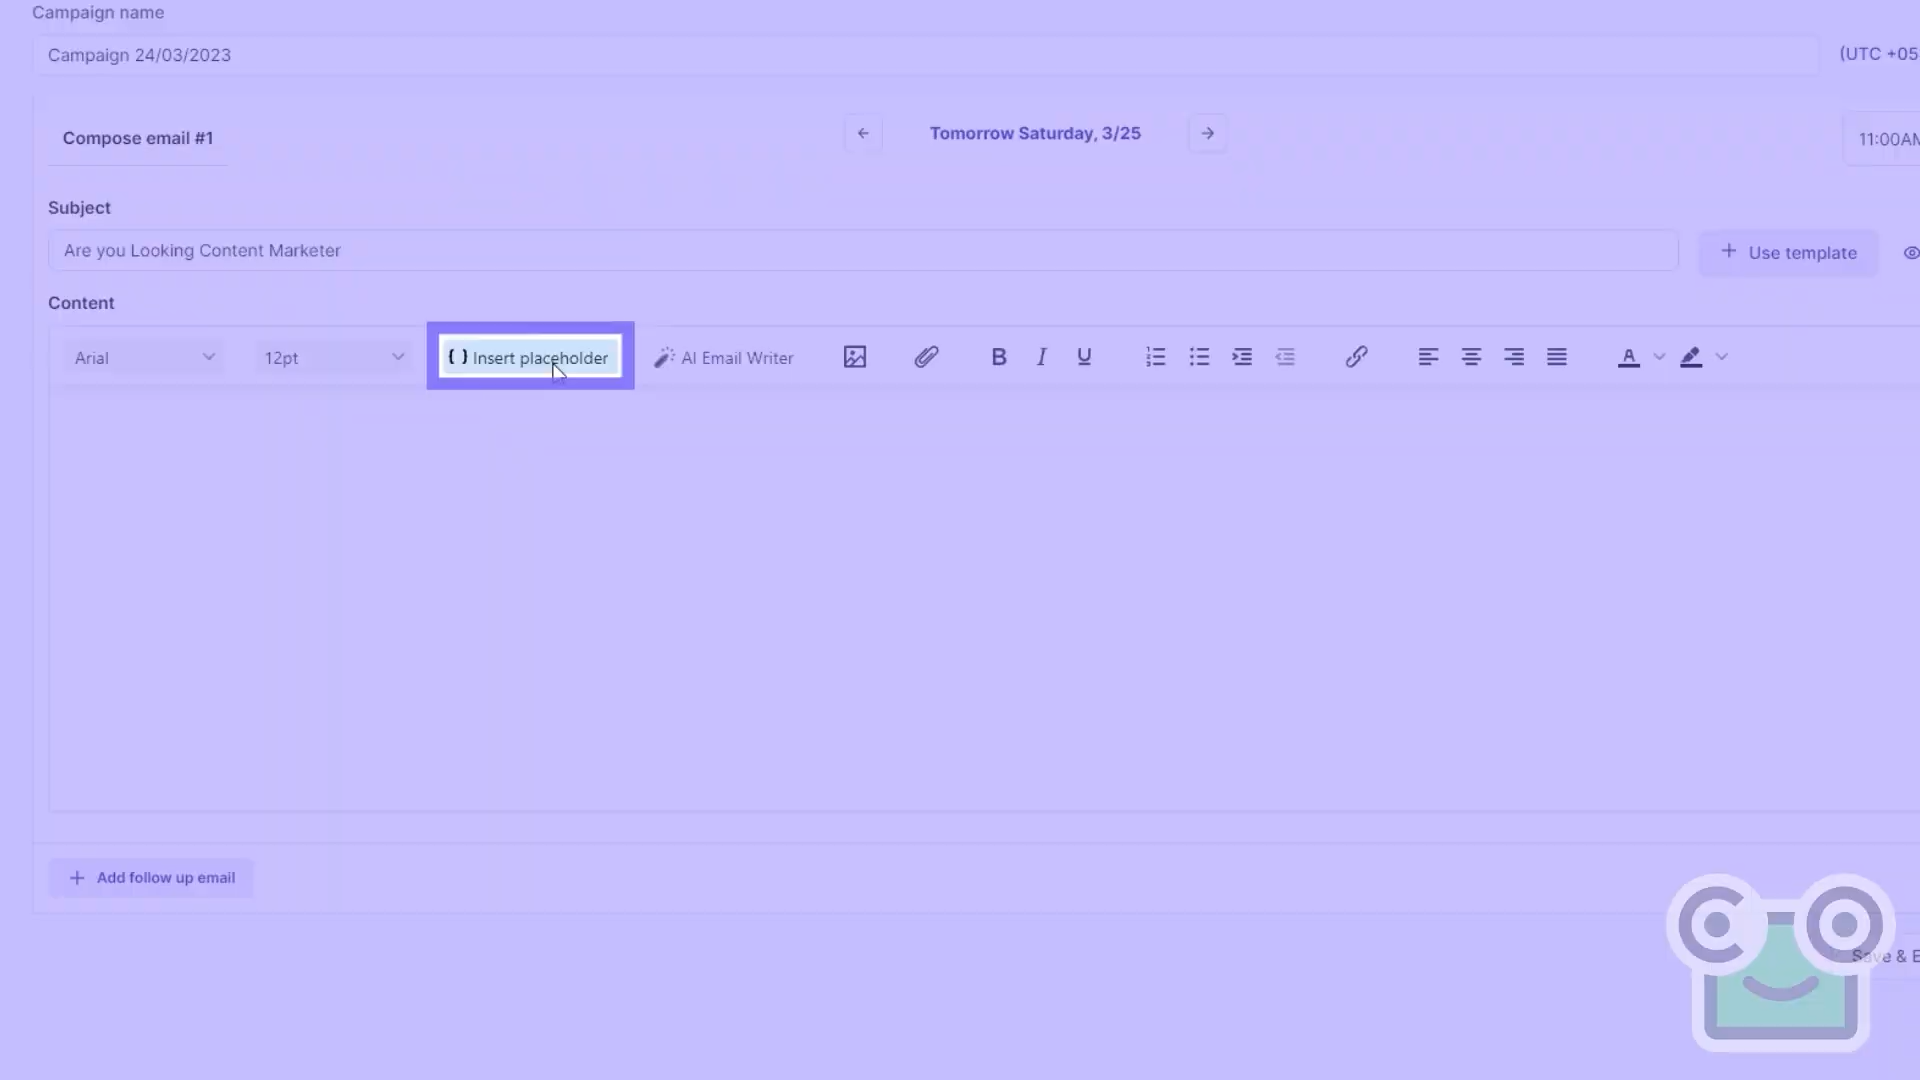 Campaign name
Campaign 24/03/2023
(UTC +05
Compose email #1
Tomorrow Saturday, 3/25
11:00AM
Subject
Are you Looking Content Marketer
Use template
Content
Arial
12pt
{ } Insert placeholder
AI Email Writer
B I U
A
Add follow up email
Save & E